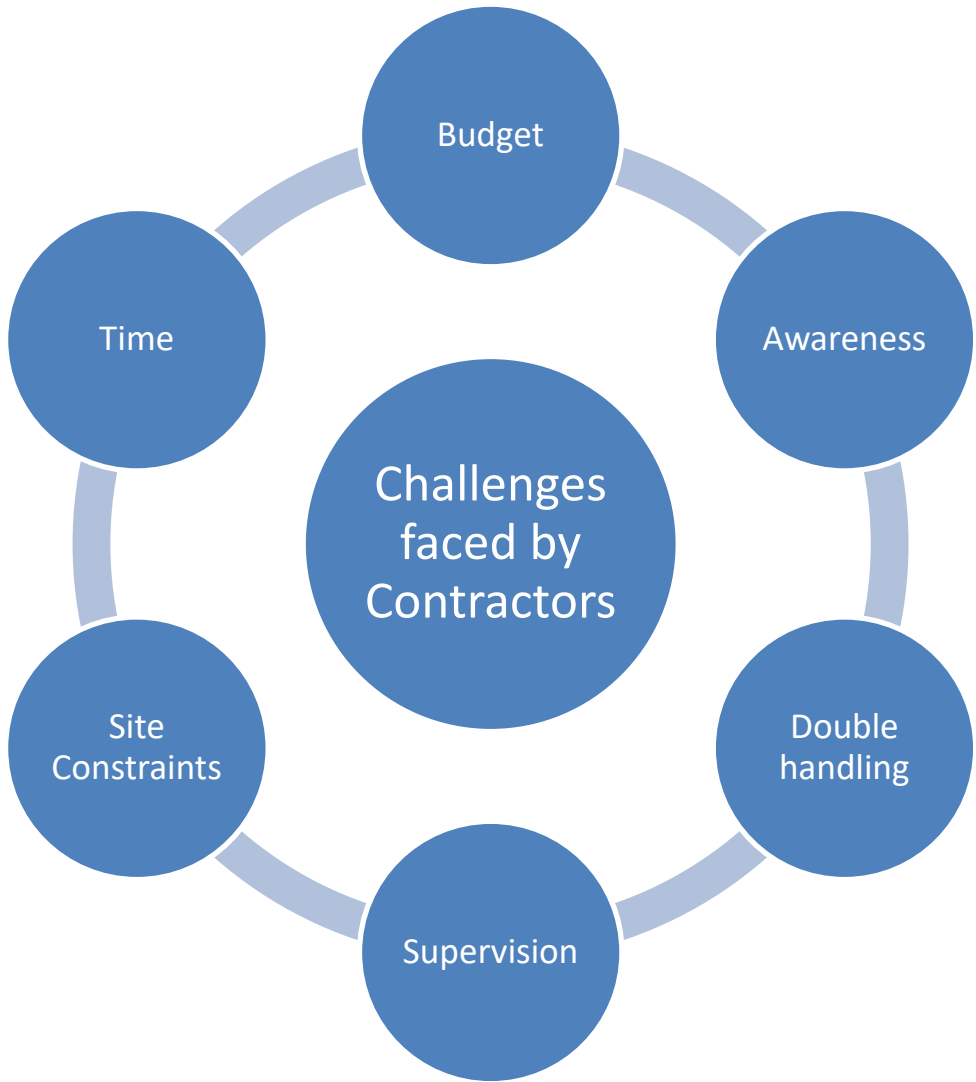 Budget
Time
Awareness
Challenges
faced by
Contractors
Site
Constraints
Double
handling
Supervision